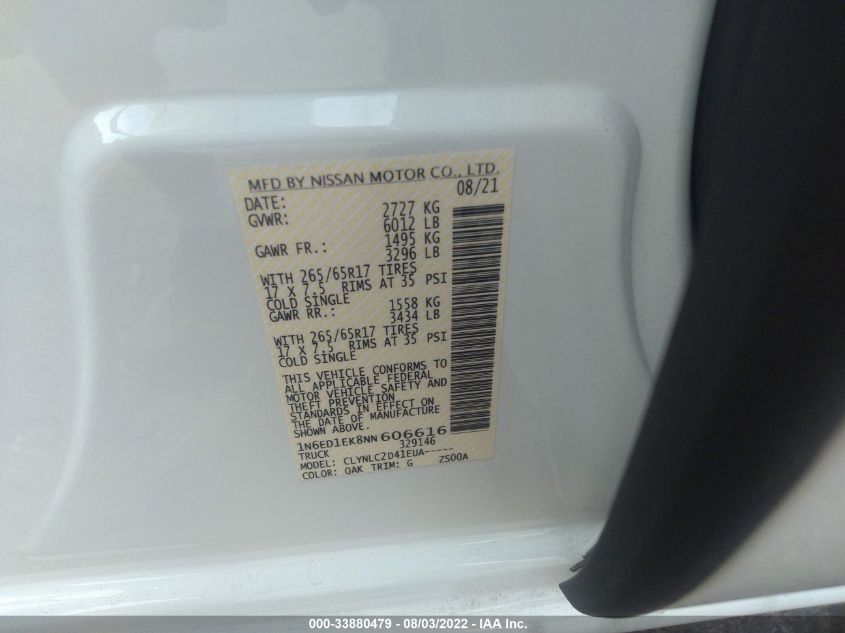 MFD BY NISSAN MOTOR CO., LTD.
DATE: 08/21
GVWR: 2727 KG
6012 LB
GAWR FR.: 1495 KG
3296 LB
WITH 265/65R17 TIRES
17 X 7.5 RIMS AT 35 PSI
COLD SINGLE
GAWR RR.: 1558 KG
3434 LB
WITH 265/65R17 TIRES
17 X 7.5 RIMS AT 35 PSI
COLD SINGLE
THIS VEHICLE CONFORMS TO
ALL APPLICABLE FEDERAL
MOTOR VEHICLE SAFETY AND
THEFT PREVENTION
STANDARDS IN EFFECT ON
THE DATE OF MANUFACTURE
SHOWN ABOVE.
1N6ED1EK8NN606616
TRUCK 329146
MODEL: CLYNLC2D41EUA-----
COLOR: QAK TRIM: G ZS00A
000-33880479 - 08/03/2022 - IAA Inc.